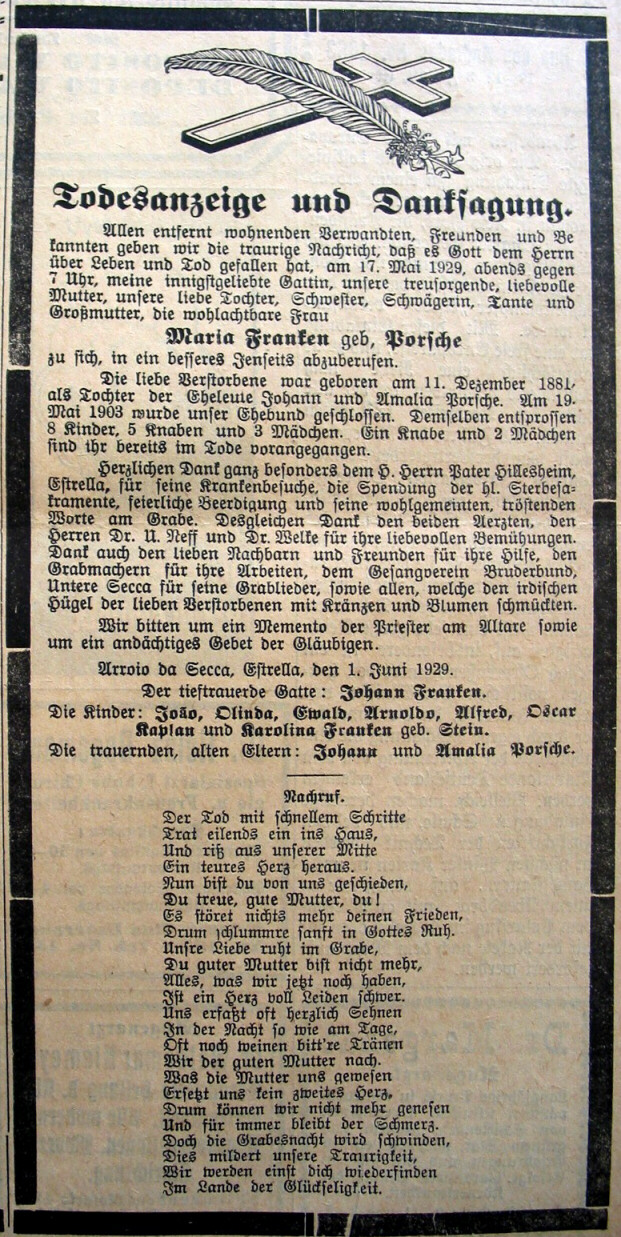 Todesanzeige und Danksagung.
Allen entfernt wohnenden Verwandten, Freunden und Be
kannten geben wir die traurige Nachricht, daß es Gott dem Herrn
über Leben und Tod gefallen hat, am 17. Mai 1929, abends gegen
7 Uhr, meine innigstgeliebte Gattin, unsere treusorgende, liebevolle
Mutter, unsere liebe Tochter, Schwester, Schwägerin, Tante und
Großmutter, die wohlachtbare Frau
Maria Franken geb, Porsche
zu sich, in ein besseres Jenseits abzuberufen.
Die liebe Verstorbene war geboren am 11. Dezember 1881,
als Tochter der Eheleute Johann und Amalia Porsche. Am 19.
Mai 1903 wurde unser Ehebund geschlossen. Demselben entsprossen
8 Kinder, 5 Knaben und 3 Mädchen. Ein Knabe und 2 Mädchen
sind ihr bereits im Tode vorangegangen.
Herzlichen Dank ganz besonders dem H. Herrn Pater Hillesheim,
Estrella, für seine Krankenbesuche, die Spendung der hl. Sterbesa-
kramente, feierliche Beerdigung und seine wohlgemeinten, tröstenden
Worte am Grabe. Desgleichen Dank den beiden Aerzten, den
Herren Dr. U. Neff und Dr. Welke für ihre liebevollen Bemühungen.
Dank auch den lieben Nachbarn und Freunden für ihre Hilfe, den
Grabmachern für ihre Arbeiten, dem Gesangverein Bruderbund,
Untere Secca für seine Grablieder, sowie allen, welche den irdischen
Hügel der lieben Verstorbenen mit Kränzen und Blumen schmückten.
Wir bitten um ein Memento der Priester am Altare sowie
um ein andächtiges Gebet der Gläubigen.
Arroio da Secca, Estrella, den 1. Juni 1929.
Der tieftrauerde Gatte: Johann Franken.
Die Kinder: João, Olinda, Ewald, Arnoldo, Alfred, Oscar
Kaplan und Karolina Franken geb. Stein.
Die trauernden, alten Eltern: Johann und Amalia Porsche.
Nachruf.
Der Tod mit schnellem Schritte
Trat eilends ein ins Haus,
Und riß aus unserer Mitte
Ein teures Herz heraus.
Nun bist du von uns geschieden,
Du treue, gute Mutter, du!
Es störet nichts mehr deinen Frieden,
Drum schlummre sanft in Gottes Ruh.
Unsre Liebe ruht im Grabe,
Du guter Mutter bist nicht mehr,
Alles, was wir jetzt noch haben,
Ist ein Herz voll Leiden schwer.
Uns erfaßt oft herzlich Sehnen
In der Nacht so wie am Tage,
Oft noch weinen bitt're Tränen
Wir der guten Mutter nach.
Was die Mutter uns gewesen
Ersetzt uns kein zweites Herz,
Drum können wir nicht mehr genesen
Und für immer bleibt der Schmerz.
Doch die Grabesnacht wird schwinden,
Dies mildert unsere Traurigkeit,
Wir werden einst dich wiederfinden
Im Lande der Glückseligkeit.